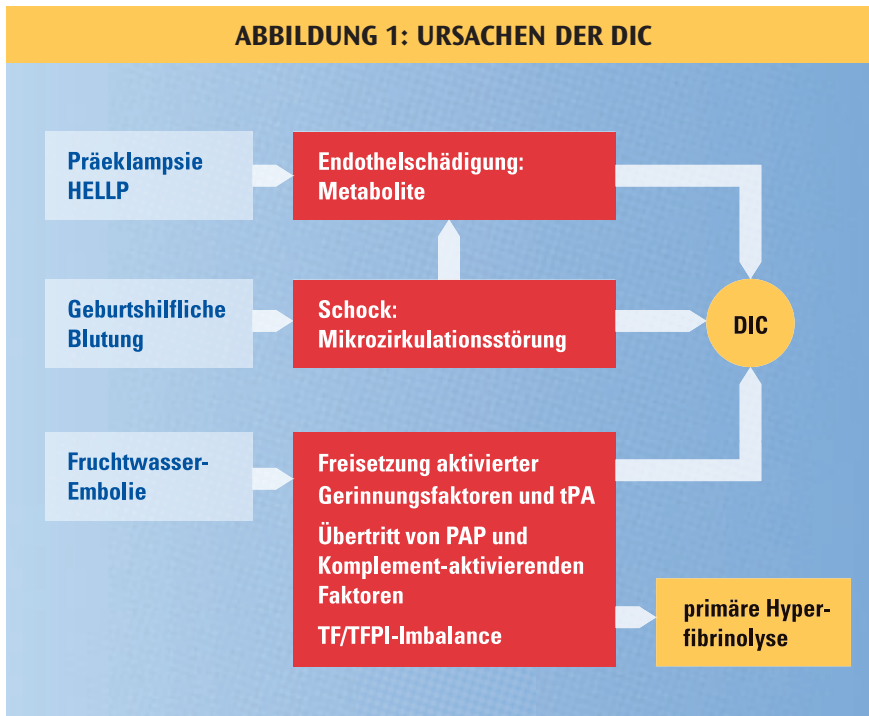 ABBILDUNG 1: URSACHEN DER DIC
Präeklampsie
HELLP
Endothelschädigung:
Metabolite
Geburtshilfliche
Blutung
Schock:
Mikrozirkulationsstörung
DIC
Fruchtwasser-
Embolie
Freisetzung aktivierter
Gerinnungsfaktoren und tPA
Übertritt von PAP und
Komplement-aktivierenden
Faktoren
TF/TFPI-Imbalance
primäre Hyper-
fibrinolyse